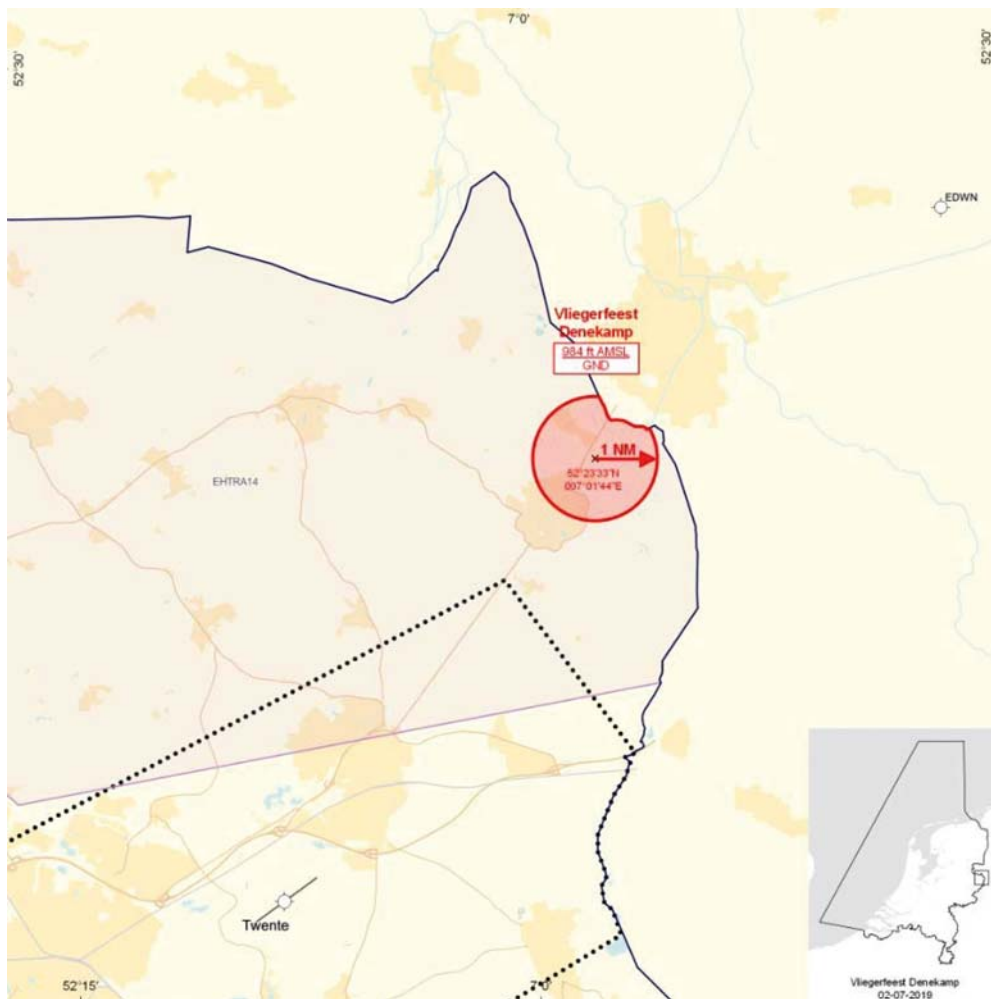 7°0'
52°30'
52°30'
EDWN
Vliegerfeest
Denekamp
984 ft AMSL
GND
1 NM
52°23'33"N
007°01'44"E
EHTRA14
Twente
52°15'
7°0'
Vliegerfeest Denekamp
02-07-2019